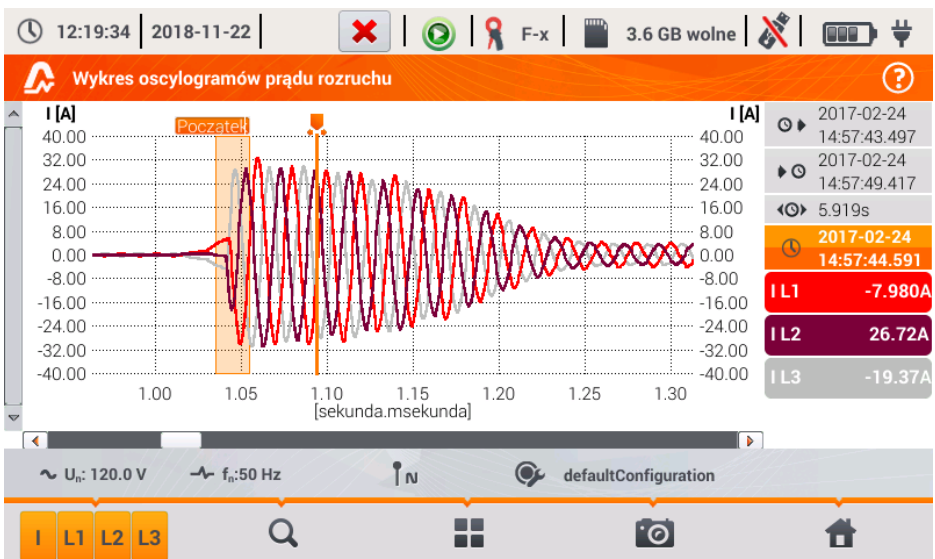 12:19:34 2018-11-22 F-x 3.6 GB wolne
Wykres oscylogramów prądu rozruchu ?
I [A] I [A]
Początek
40.00 40.00
32.00 32.00
24.00 24.00
16.00 16.00
8.00 8.00
0.00 0.00
-8.00 -8.00
-16.00 -16.00
-24.00 -24.00
-32.00 -32.00
-40.00 -40.00
1.00 1.05 1.10 1.15 1.20 1.25 1.30
[sekunda.msekunda]
2017-02-24
14:57:43.497
2017-02-24
14:57:49.417
5.919s
2017-02-24
14:57:44.591
I L1 -7.980A
I L2 26.72A
I L3 -19.37A
Un: 120.0 V fn:50 Hz N defaultConfiguration
I L1 L2 L3